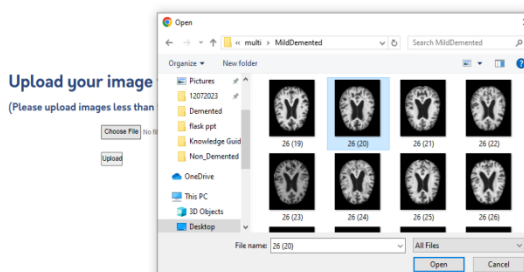 Open
« multi > MildDemented
Search MildDemented
Organize
New folder
Upload your image
(Please upload images less than
Choose File No
Upload
Pictures
12072023
Demented
flask ppt
Knowledge Guid
Non_Demented
OneDrive
This PC
3D Objects
Desktop
26 (19)
26 (20)
26 (21)
26 (22)
26 (23)
26 (24)
26 (25)
26 (26)
File name: 26 (20)
All Files
Open
Cancel